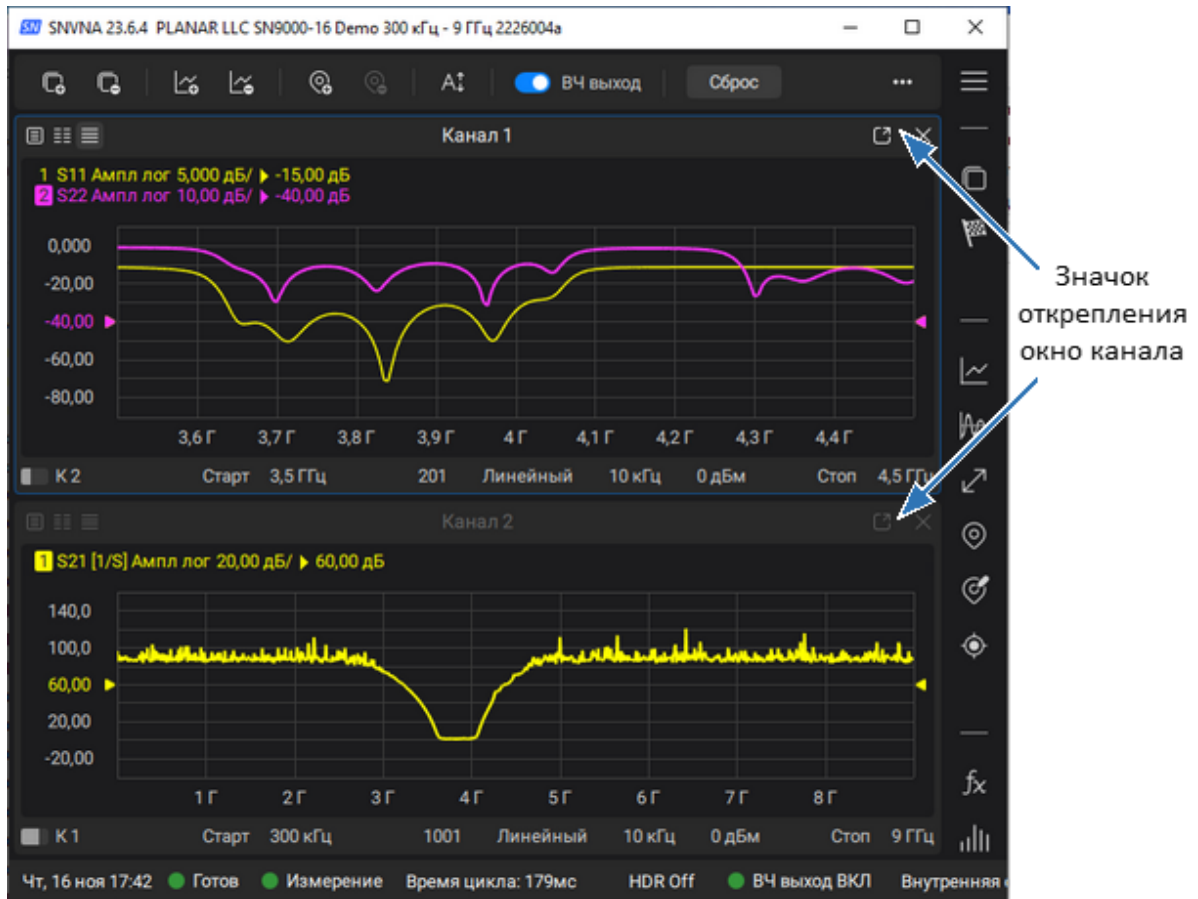 SN SNVNA 23.6.4 PLANAR LLC SN9000-16 Demo 300 кГц - 9 ГГц 2226004a
A ВЧ выход Сброс
Канал 1
1 S11 Ампл лог 5,000 дБ/ -15,00 дБ
2 S22 Ампл лог 10,00 дБ/ -40,00 дБ
0,000
-20,00
-40,00
-60,00
-80,00
3,6 Г 3,7 Г 3,8 Г 3,9 Г 4 Г 4,1 Г 4,2 Г 4,3 Г 4,4 Г
К 2 Старт 3,5 ГГц 201 Линейный 10 кГц 0 дБм Стоп 4,5 ГГц
Значок
открепления
окно канала
Канал 2
1 S21 [1/S] Ампл лог 20,00 дБ/ 60,00 дБ
140,0
100,0
60,00
20,00
-20,00
1 Г 2 Г 3 Г 4 Г 5 Г 6 Г 7 Г 8 Г
fx
К 1 Старт 300 кГц 1001 Линейный 10 кГц 0 дБм Стоп 9 ГГц
Чт, 16 ноя 17:42 Готов Измерение Время цикла: 179мс HDR Off ВЧ выход ВКЛ Внутренняя